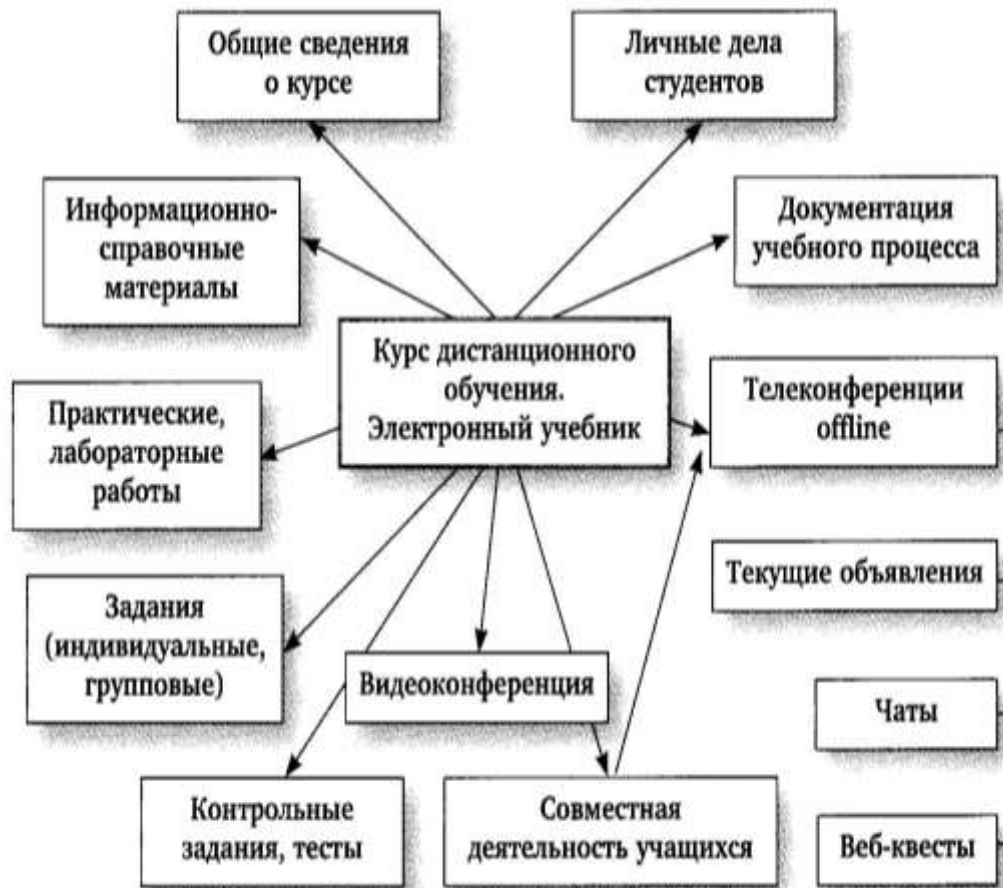 Общие сведения
о курсе
Личные дела
студентов
Информационно-
справочные
материалы
Документация
учебного процесса
Курс дистанционного
обучения.
Электронный учебник
Практические,
лабораторные
работы
Телеконференции
offline
Задания
(индивидуальные,
групповые)
Текущие объявления
Видеоконференция
Чаты
Контрольные
задания, тесты
Совместная
деятельность учащихся
Веб-квесты